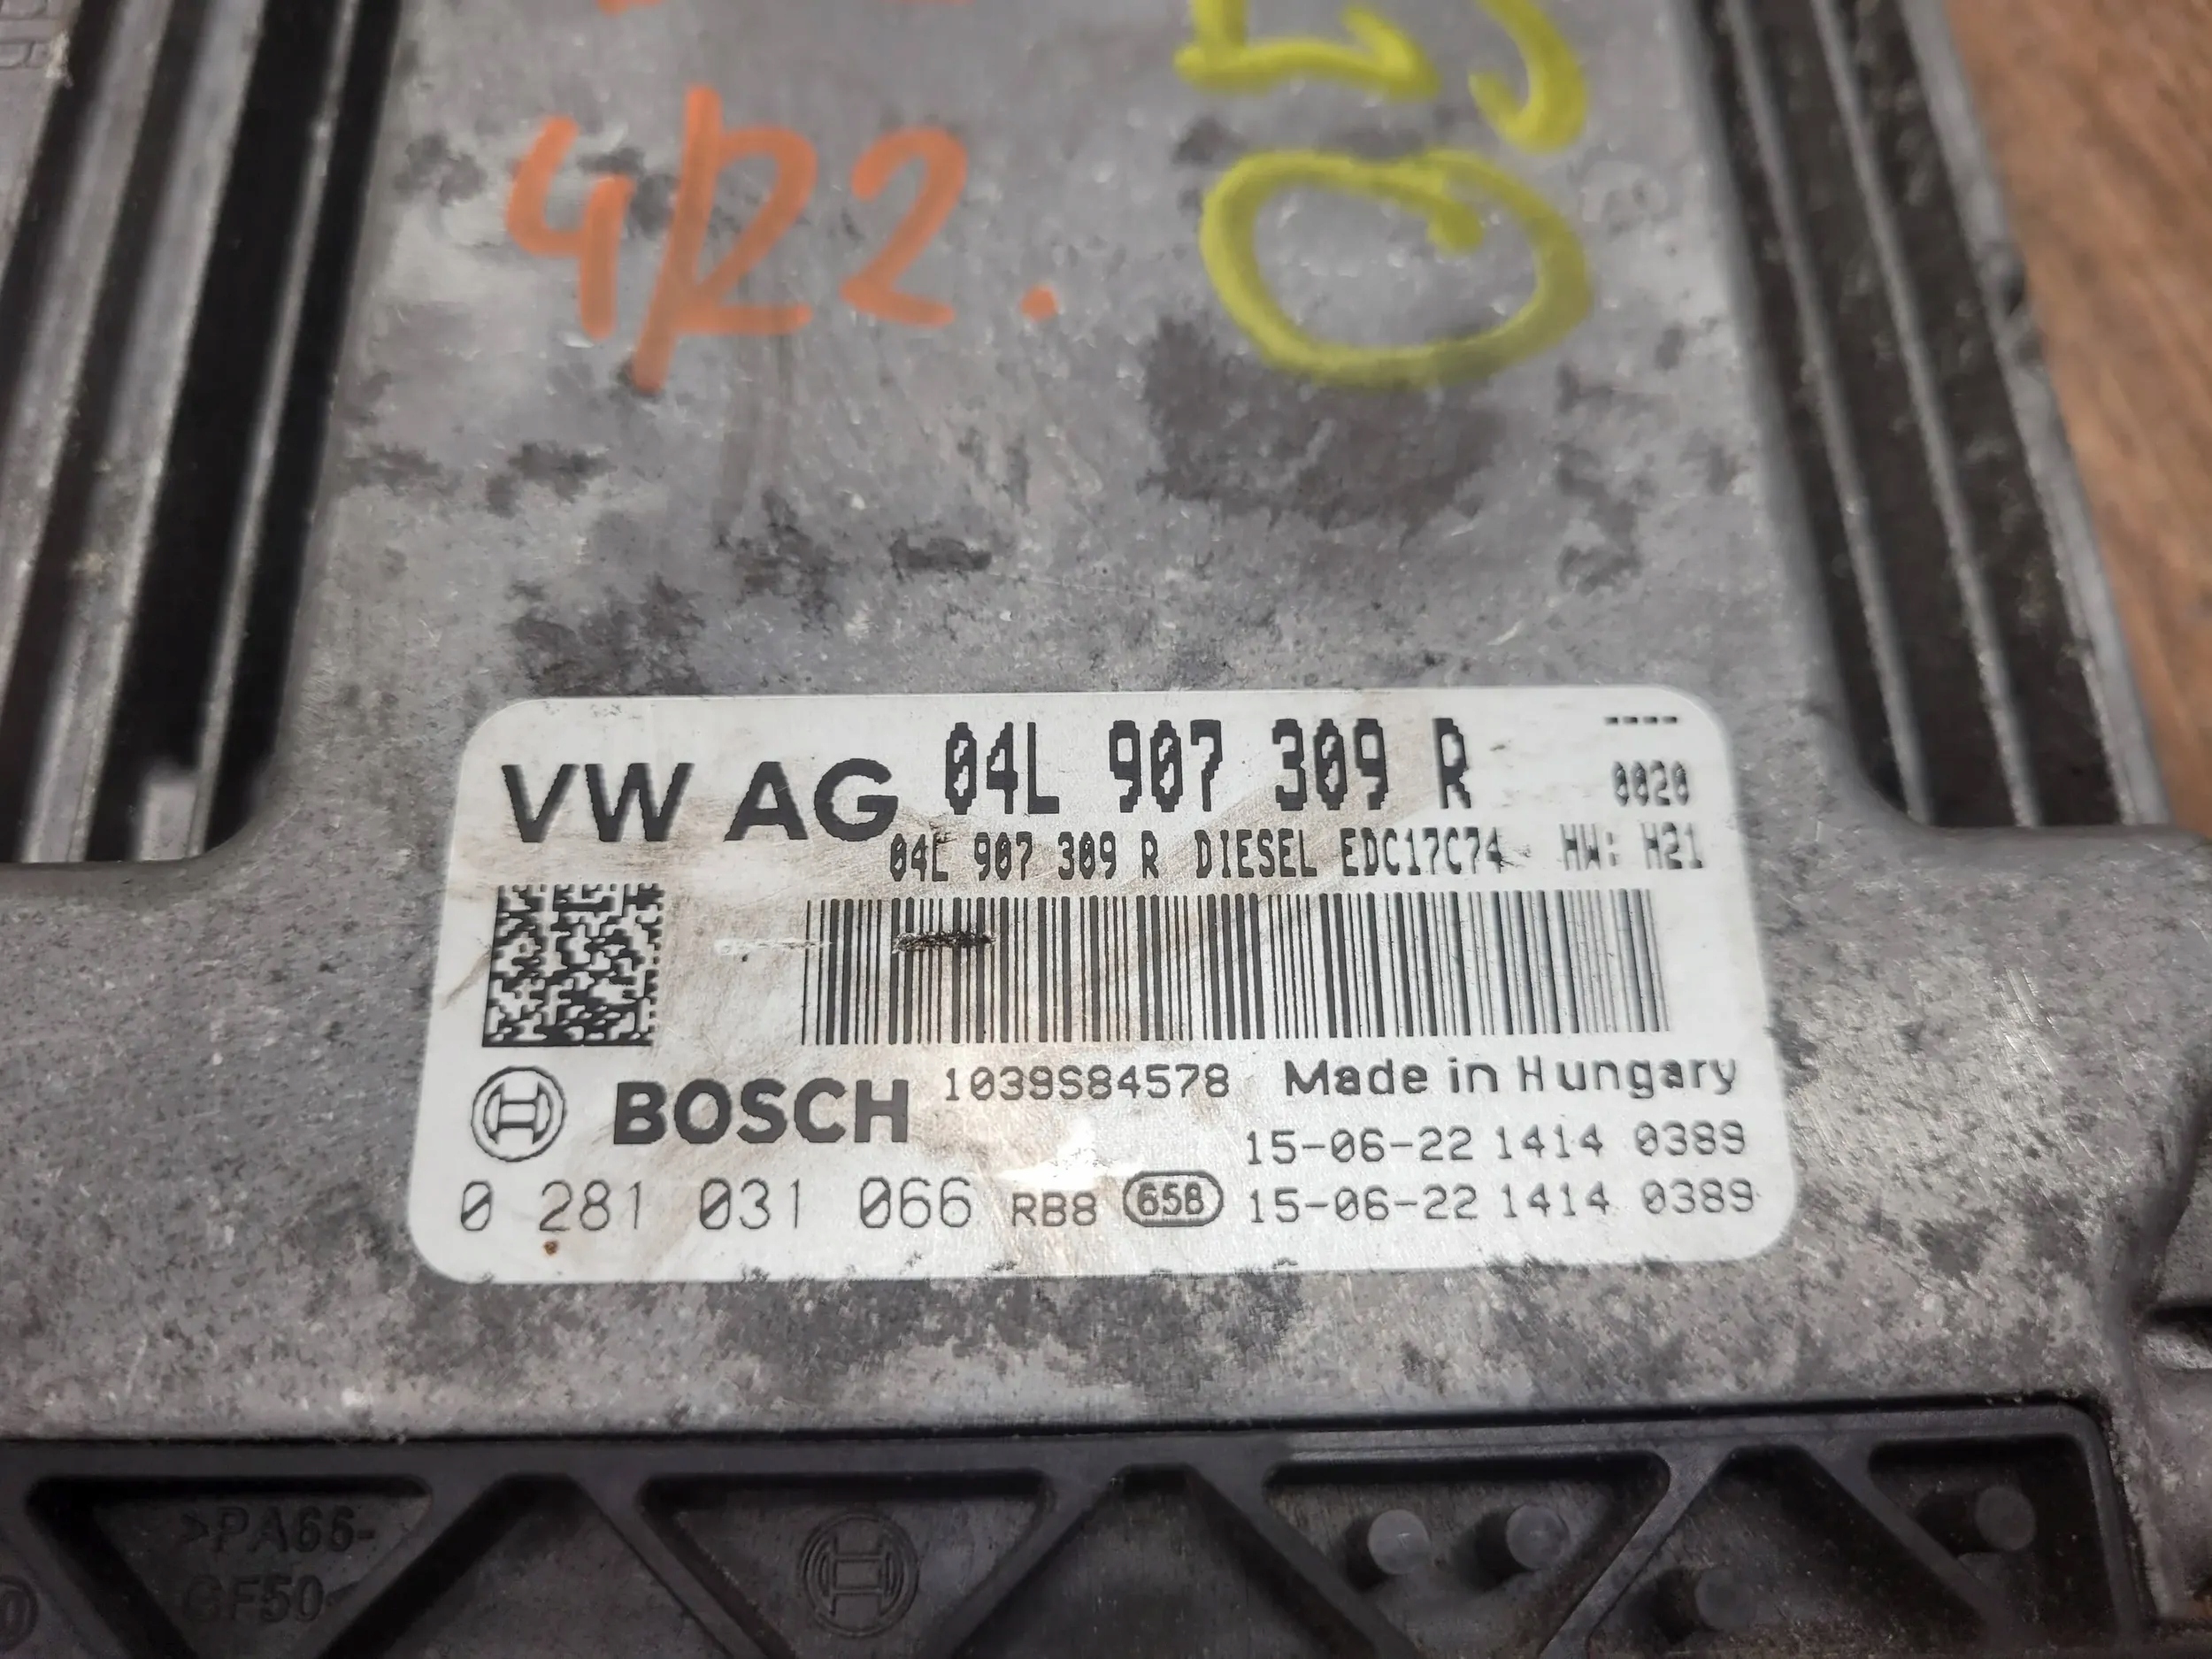 4R2.
VW AG 04L 907 309 R ----
0020
04L 907 309 R DIESEL EDC17C74 HW: H21
BOSCH 1039S84578 Made in Hungary
15-06-22 1414 0389
0 281 031 066 RB8 658 15-06-22 1414 0389
>PA66-
GF50